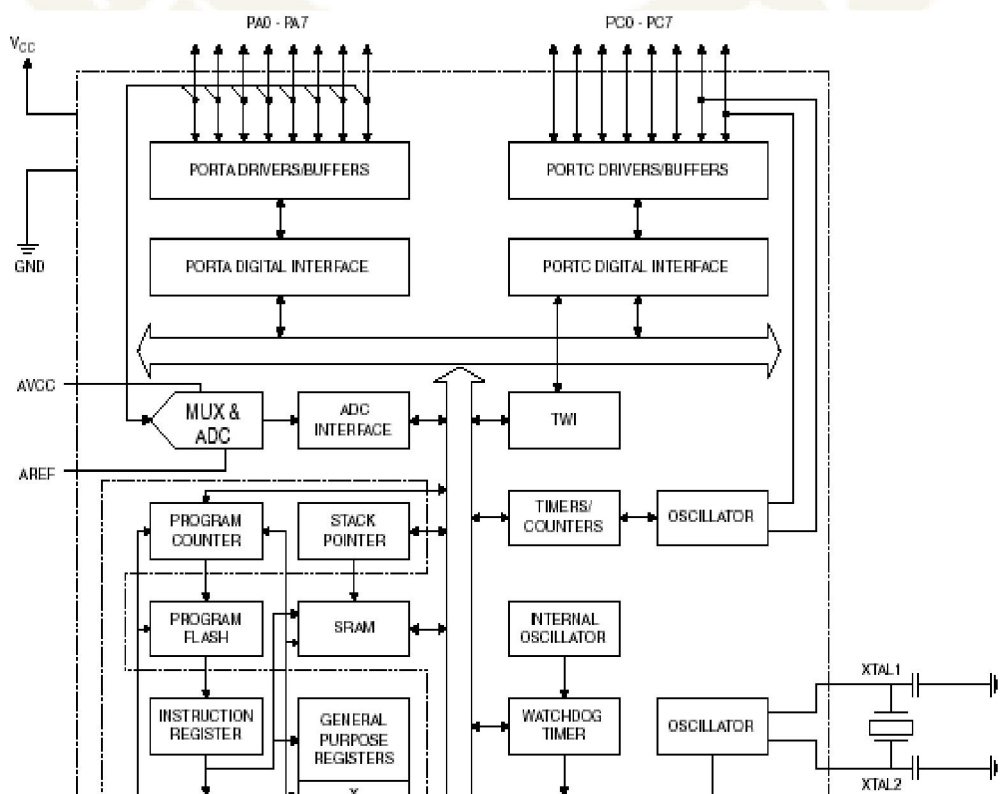 PA0 - PA7
PC0 - PC7
VCC
PORTA DRIVERS/BUFFERS
PORTC DRIVERS/BUFFERS
GND
PORTA DIGITAL INTERFACE
PORTC DIGITAL INTERFACE
AVCC
MUX &
ADC
ADC
INTERFACE
TWI
AREF
PROGRAM
COUNTER
STACK
POINTER
TIMERS/
COUNTERS
OSCILLATOR
PROGRAM
FLASH
SRAM
INTERNAL
OSCILLATOR
XTAL1
INSTRUCTION
REGISTER
GENERAL
PURPOSE
REGISTERS
X
WATCHDOG
TIMER
OSCILLATOR
XTAL2